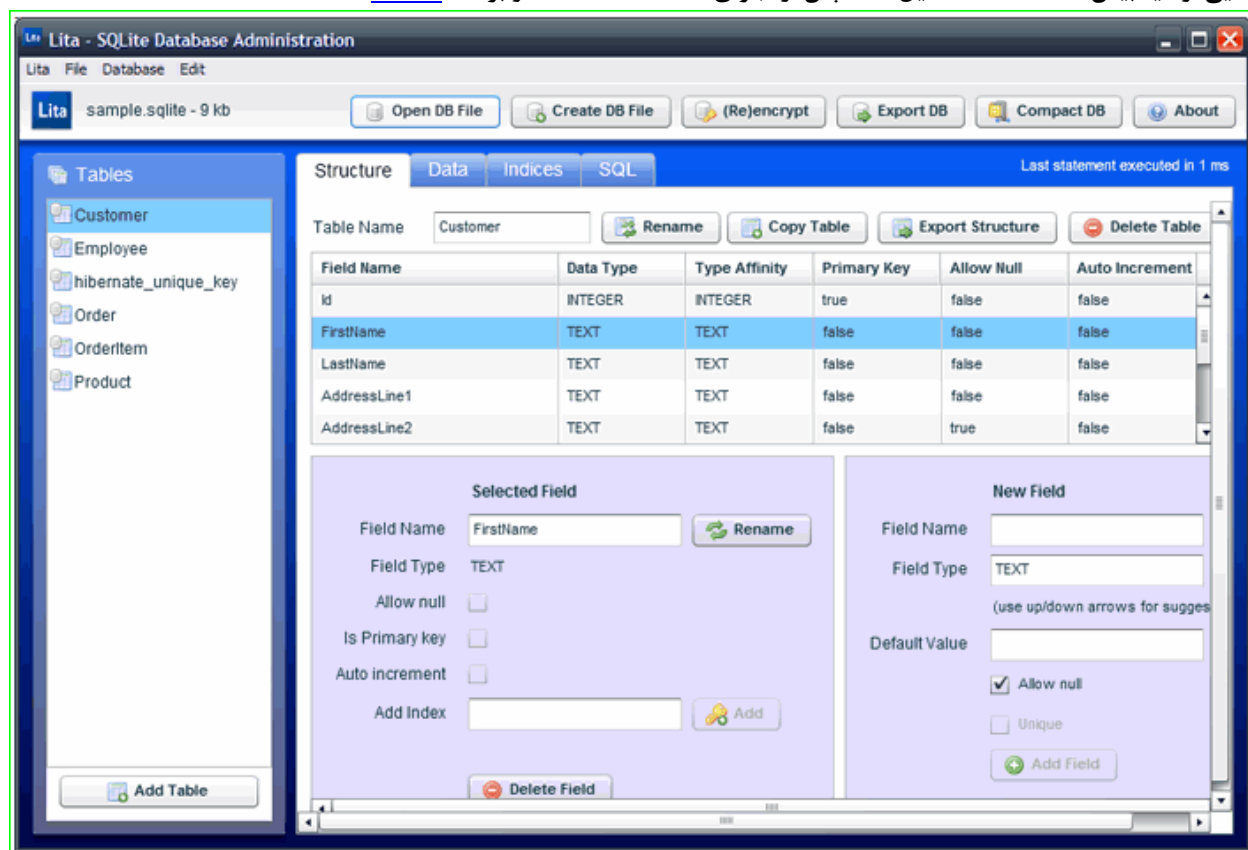 Lita - SQLite Database Administration
Lita File Database Edit
Lita sample.sqlite - 9 kb Open DB File Create DB File (Re)encrypt Export DB Compact DB About
Tables
Customer
Employee
hibernate_unique_key
Order
OrderItem
Product
Add Table
Structure Data Indices SQL Last statement executed in 1 ms
Table Name Customer Rename Copy Table Export Structure Delete Table
Field Name Data Type Type Affinity Primary Key Allow Null Auto Increment
Id INTEGER INTEGER true false false
FirstName TEXT TEXT false false false
LastName TEXT TEXT false false false
AddressLine1 TEXT TEXT false false false
AddressLine2 TEXT TEXT false true false
Selected Field
Field Name FirstName Rename
Field Type TEXT
Allow null
Is Primary key
Auto increment
Add Index Add
Delete Field
New Field
Field Name
Field Type TEXT
(use up/down arrows for sugges
Default Value
Allow null
Unique
Add Field